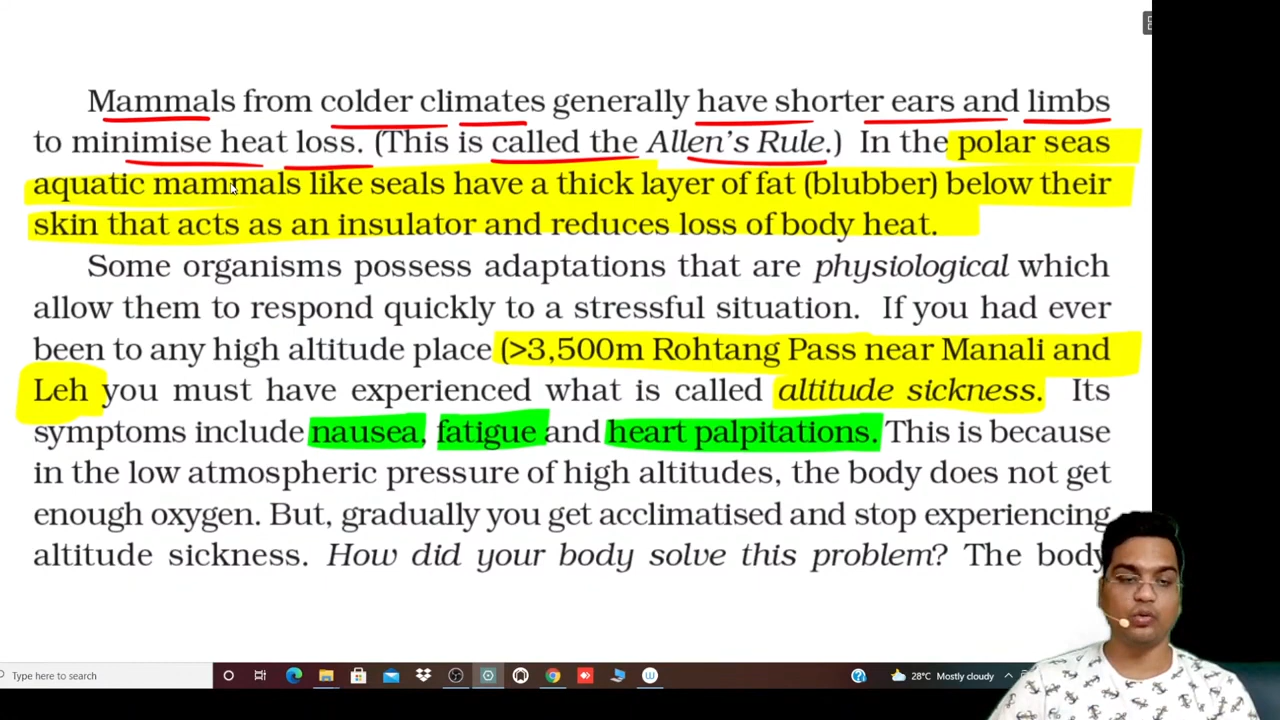 Mammals from colder climates generally have shorter ears and limbs
to minimise heat loss. (This is called the Allen's Rule.) In the polar seas
aquatic mammals like seals have a thick layer of fat (blubber) below their
skin that acts as an insulator and reduces loss of body heat.
Some organisms possess adaptations that are physiological which
allow them to respond quickly to a stressful situation. If you had ever
been to any high altitude place (>3,500m Rohtang Pass near Manali and
Leh you must have experienced what is called altitude sickness. Its
symptoms include nausea, fatigue and heart palpitations. This is because
in the low atmospheric pressure of high altitudes, the body does not get
enough oxygen. But, gradually you get acclimatised and stop experiencing
altitude sickness. How did your body solve this problem? The body
Type here to search
28°C Mostly cloudy